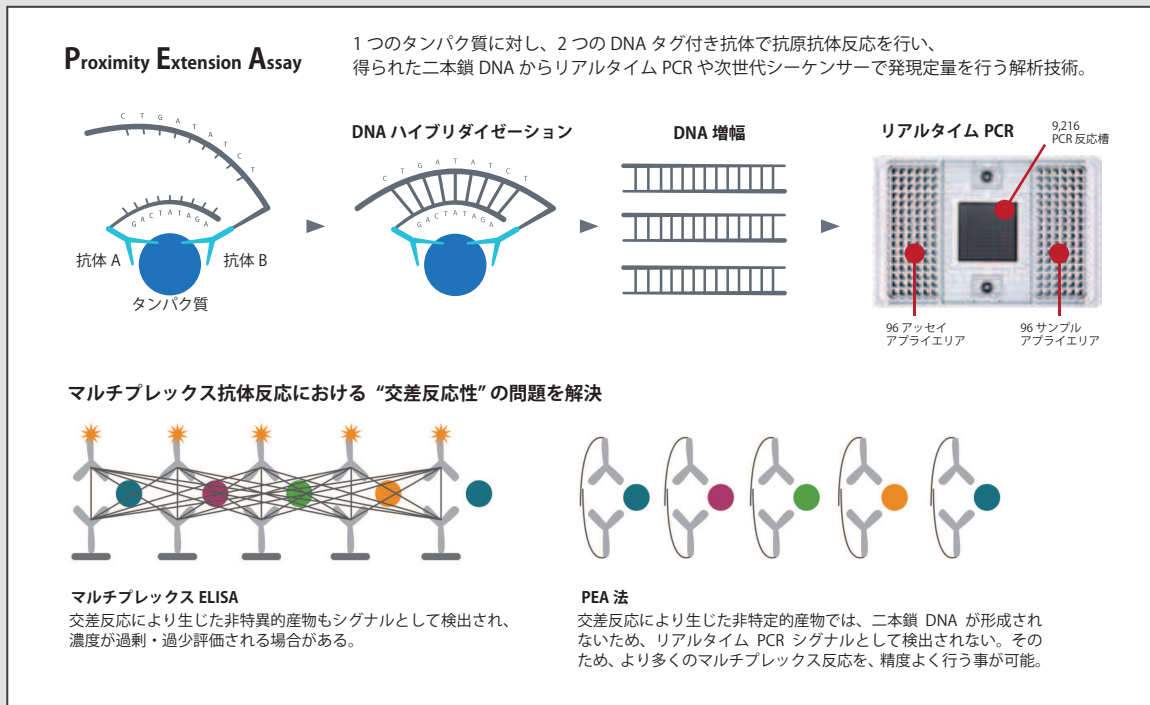 Proximity Extension Assay
1 つのタンパク質に対し、2 つの DNA タグ付き抗体で抗原抗体反応を行い、
得られた二本鎖 DNA からリアルタイム PCR や次世代シーケンサーで発現定量を行う解析技術。
CTGATATCT
GACTATAGA
抗体 A
抗体 B
タンパク質
DNA ハイブリダイゼーション
CTGATATCT
GACTATAGA
DNA 増幅
リアルタイム PCR
9,216
PCR 反応槽
96 アッセイ
アプライエリア
96 サンプル
アプライエリア
マルチプレックス抗体反応における “交差反応性” の問題を解決
マルチプレックス ELISA
交差反応により生じた非特異的産物もシグナルとして検出され、
濃度が過剰・過少評価される場合がある。
PEA 法
交差反応により生じた非特定的産物では、二本鎖 DNA が形成され
ないため、リアルタイム PCR シグナルとして検出されない。その
ため、より多くのマルチプレックス反応を、精度よく行う事が可能。